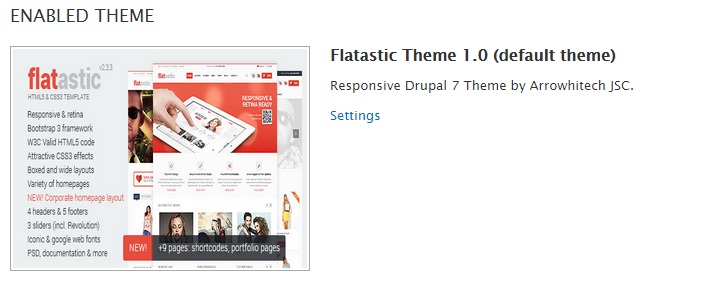 ENABLED THEME
Flatastic Theme 1.0 (default theme)
Responsive Drupal 7 Theme by Arrowhitech JSC.
Settings
flatastic v2.3.3
HTML5 & CSS TEMPLATE
Responsive & retina
Bootstrap 3 framework
W3C Valid HTML5 code
Attractive CSS3 effects
Boxed and wide layouts
Variety of homepages
NEW! Corporate homepage layout
4 headers & 5 footers
3 sliders (incl. Revolution)
Iconic & google web fonts
PSD, documentation & more
flatastic
RESPONSIVE &
RETINA READY
NEW! +9 pages: shortcodes, portfolio pages